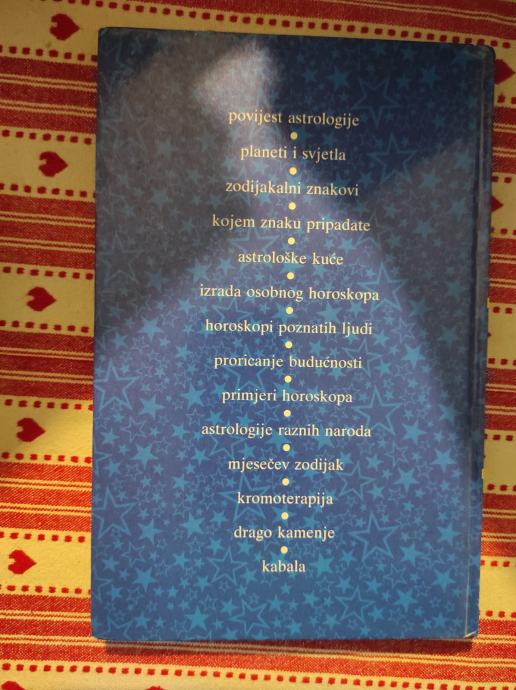 povijest astrologije
planeti i svjetla
zodijakalni znakovi
kojem znaku pripadate
astrološke kuće
izrada osobnog horoskopa
horoskopi poznatih ljudi
proricanje budućnosti
primjeri horoskopa
astrologije raznih naroda
mjesečev zodijak
kromoterapija
drago kamenje
kabala